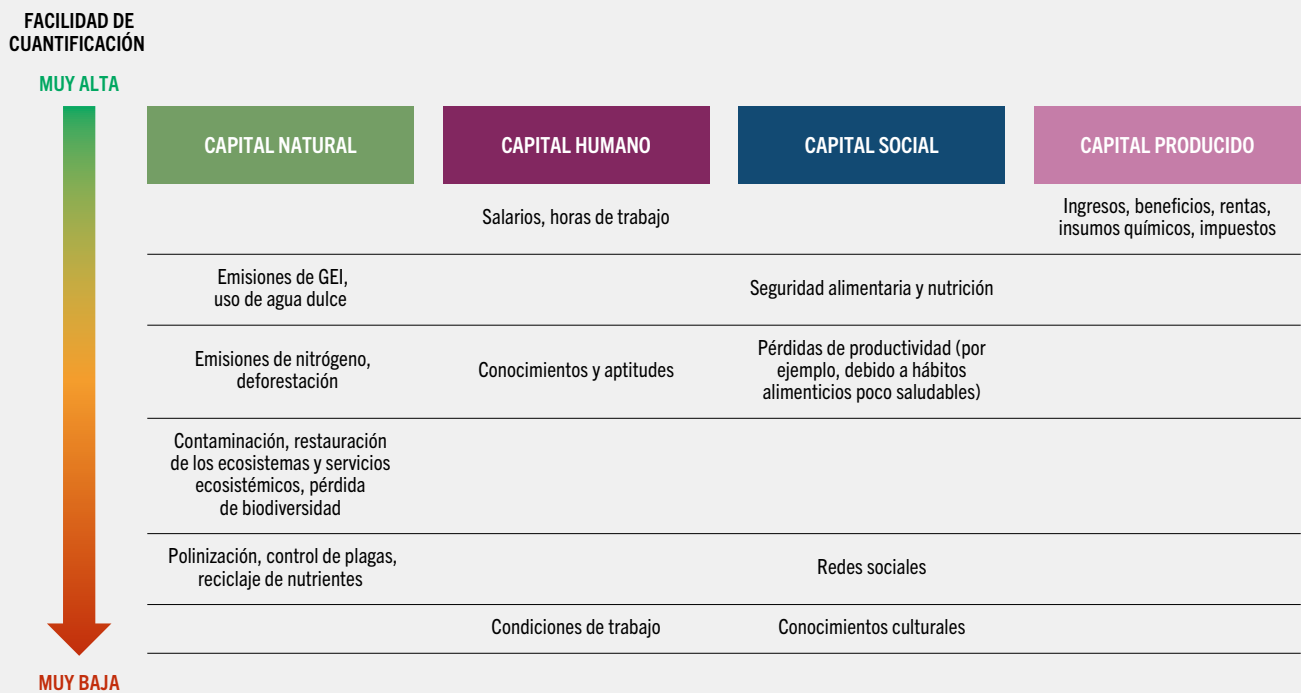 FACILIDAD DE
CUANTIFICACIÓN
MUY ALTA
CAPITAL NATURAL
CAPITAL HUMANO
CAPITAL SOCIAL
CAPITAL PRODUCIDO
Salarios, horas de trabajo
Ingresos, beneficios, rentas,
insumos químicos, impuestos
Emisiones de GEI,
uso de agua dulce
Seguridad alimentaria y nutrición
Emisiones de nitrógeno,
deforestación
Conocimientos y aptitudes
Pérdidas de productividad (por
ejemplo, debido a hábitos
alimenticios poco saludables)
Contaminación, restauración
de los ecosistemas y servicios
ecosistémicos, pérdida
de biodiversidad
Polinización, control de plagas,
reciclaje de nutrientes
Redes sociales
Condiciones de trabajo
Conocimientos culturales
MUY BAJA